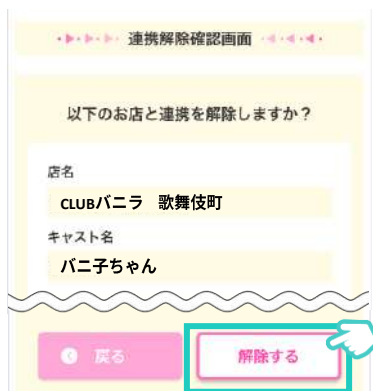 連携解除確認画面
以下のお店と連携を解除しますか？
店名
CLUBバニラ　歌舞伎町
キャスト名
バニ子ちゃん
戻る
解除する